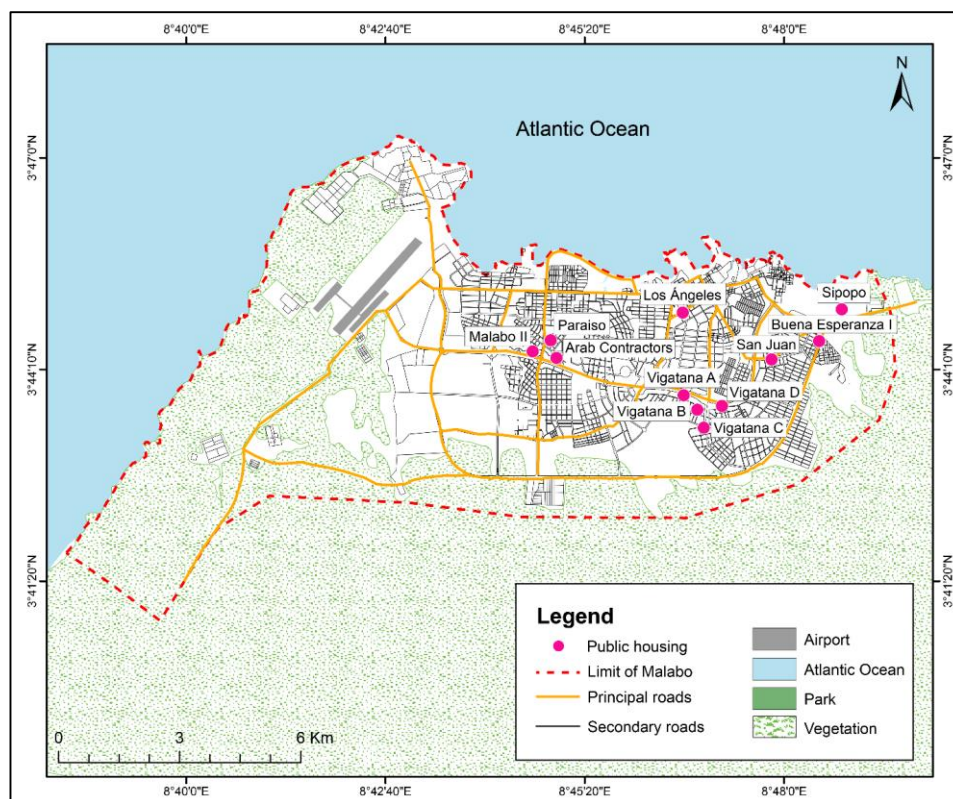 8°40'0"E
8°42'40"E
8°45'20"E
8°48'0"E
N
Atlantic Ocean
3°47'0"N
3°47'0"N
Los Ángeles
Sipopo
Paraiso
Buena Esperanza I
Malabo II
Arab Contractors
San Juan
3°44'10"N
3°44'10"N
Vigatana A
Vigatana D
Vigatana B
Vigatana C
3°41'20"N
3°41'20"N
Legend
Public housing
Limit of Malabo
Principal roads
Secondary roads
Airport
Atlantic Ocean
Park
Vegetation
0 3 6 Km
8°40'0"E
8°42'40"E
8°45'20"E
8°48'0"E